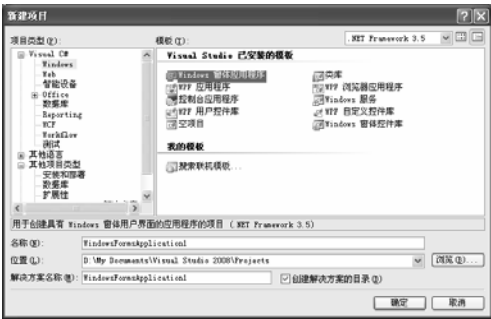 新建项目
项目类型(P):
模板(T):
.NET Framework 3.5
Visual C#
Windows
Web
智能设备
Office
数据库
Reporting
WCF
Workflow
测试
其他语言
其他项目类型
安装和部署
数据库
扩展性
Visual Studio 已安装的模板
Windows 窗体应用程序
类库
WPF 应用程序
WPF 浏览器应用程序
控制台应用程序
Windows 服务
WPF 用户控件库
WPF 自定义控件库
空项目
Windows 窗体控件库
我的模板
搜索联机模板...
用于创建具有 Windows 窗体用户界面的应用程序的项目 (.NET Framework 3.5)
名称(N):
WindowsFormsApplication1
位置(L):
D:\My Documents\Visual Studio 2008\Projects
浏览(B)...
解决方案名称(M):
WindowsFormsApplication1
创建解决方案的目录(D)
确定
取消